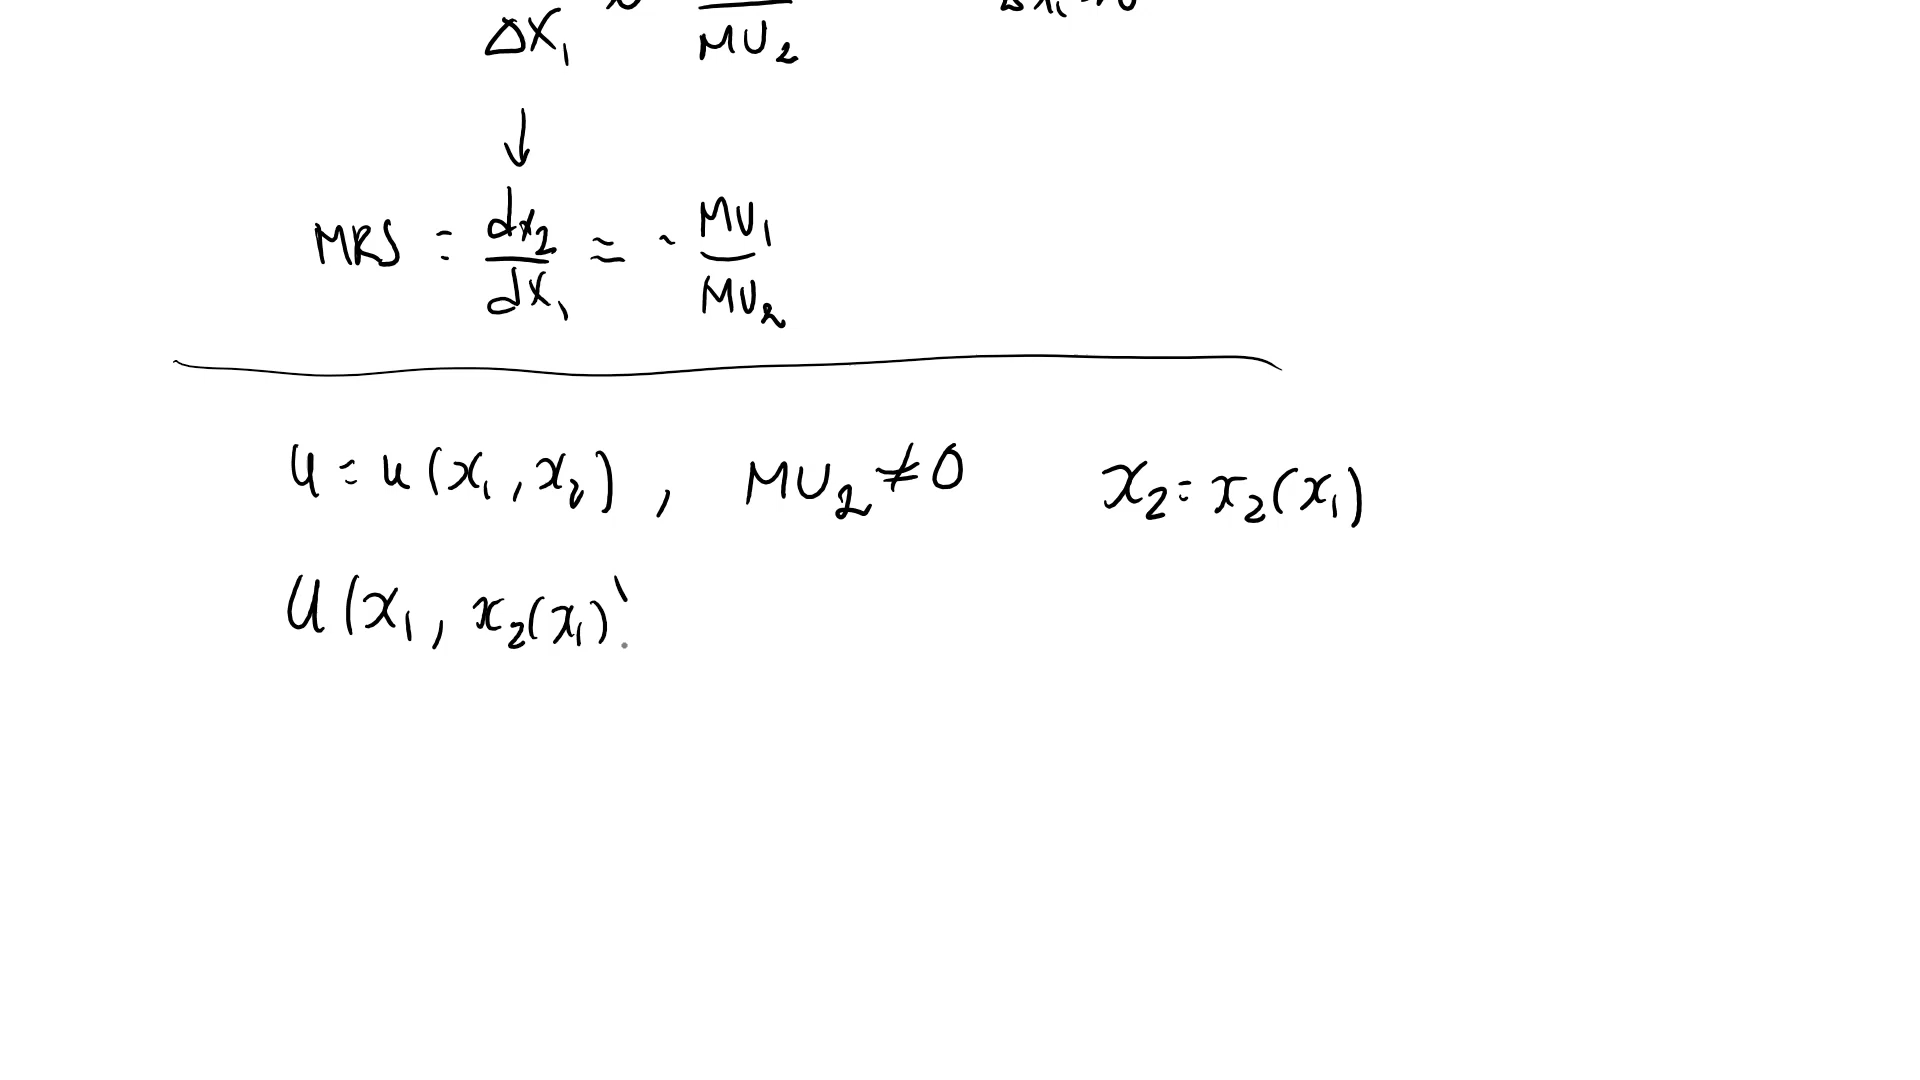 ΔX₁ MU₂
↓
MRS = dx₂/dx₁ ≈ - MU₁/MU₂
U = u(x₁, x₂), MU₂ ≠ 0 x₂ = x₂(x₁)
U(x₁, x₂(x₁)